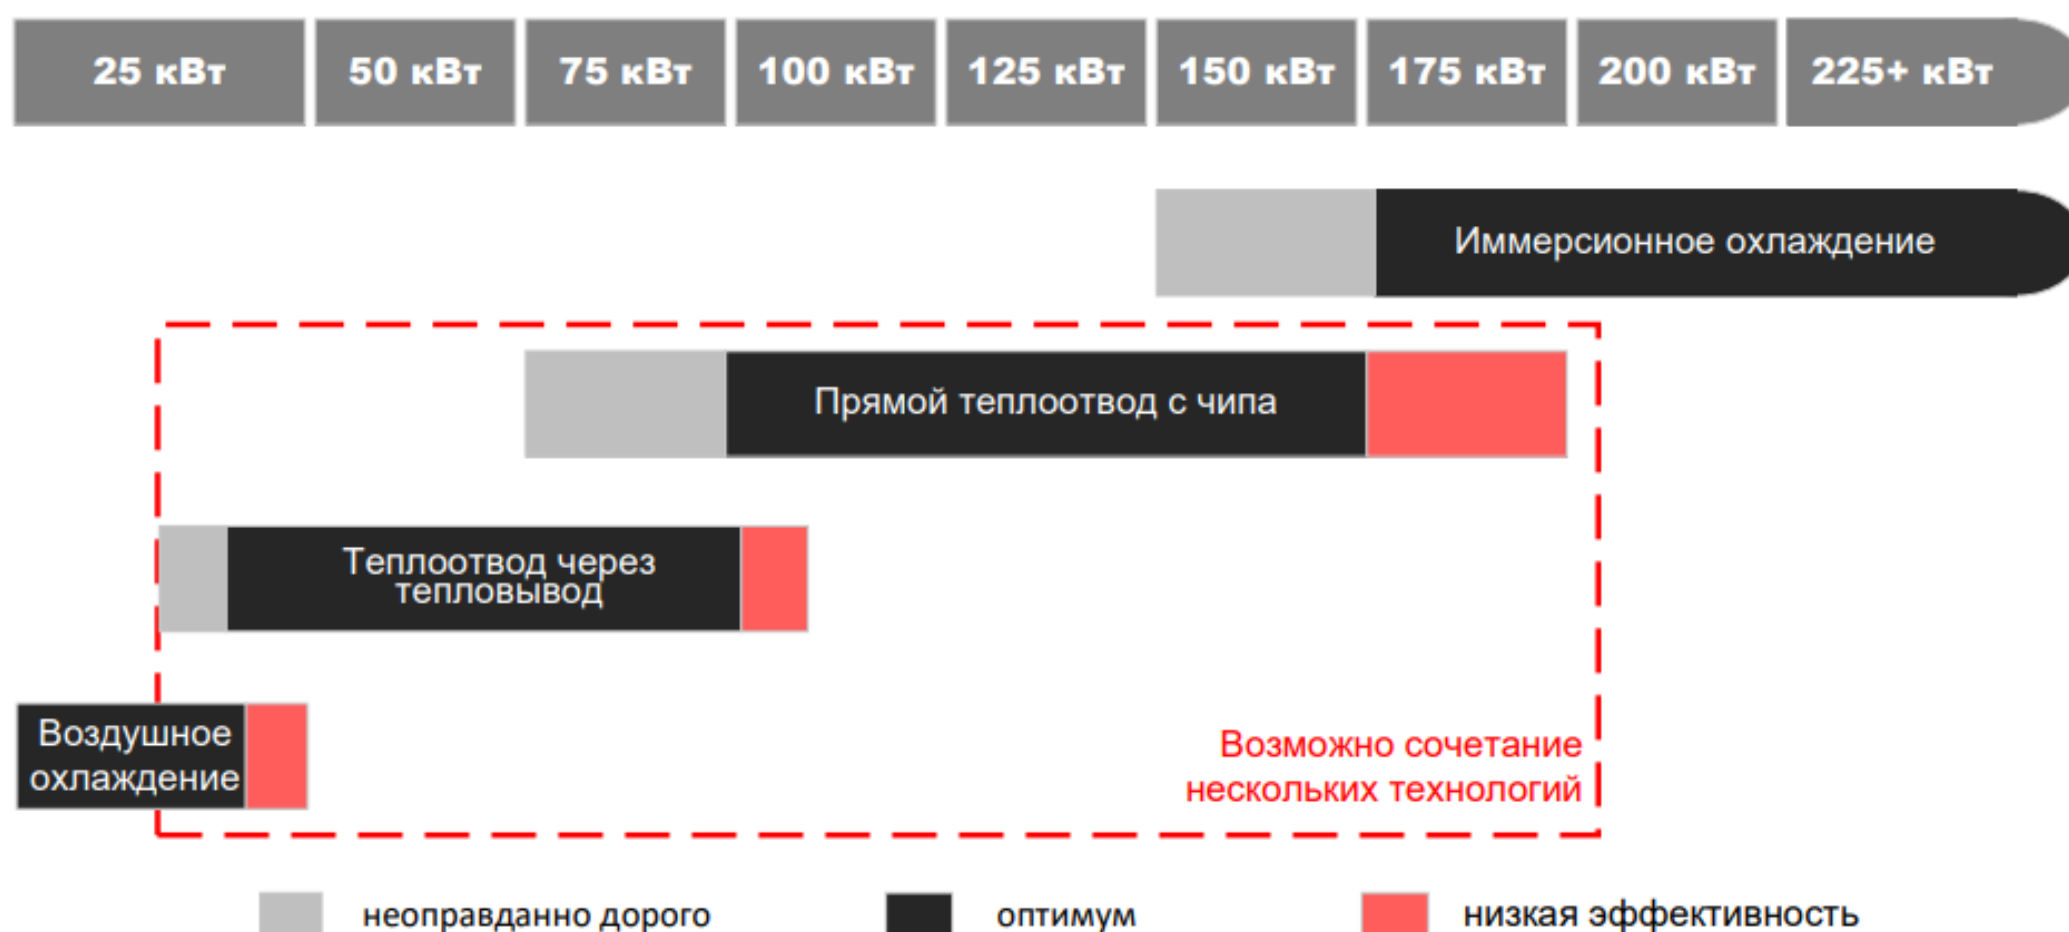 25 кВт 50 кВт 75 кВт 100 кВт 125 кВт 150 кВт 175 кВт 200 кВт 225+ кВт
Иммерсионное охлаждение
Прямой теплоотвод с чипа
Теплоотвод через
тепловывод
Воздушное
охлаждение
Возможно сочетание
нескольких технологий
неоправданно дорого оптимум низкая эффективность